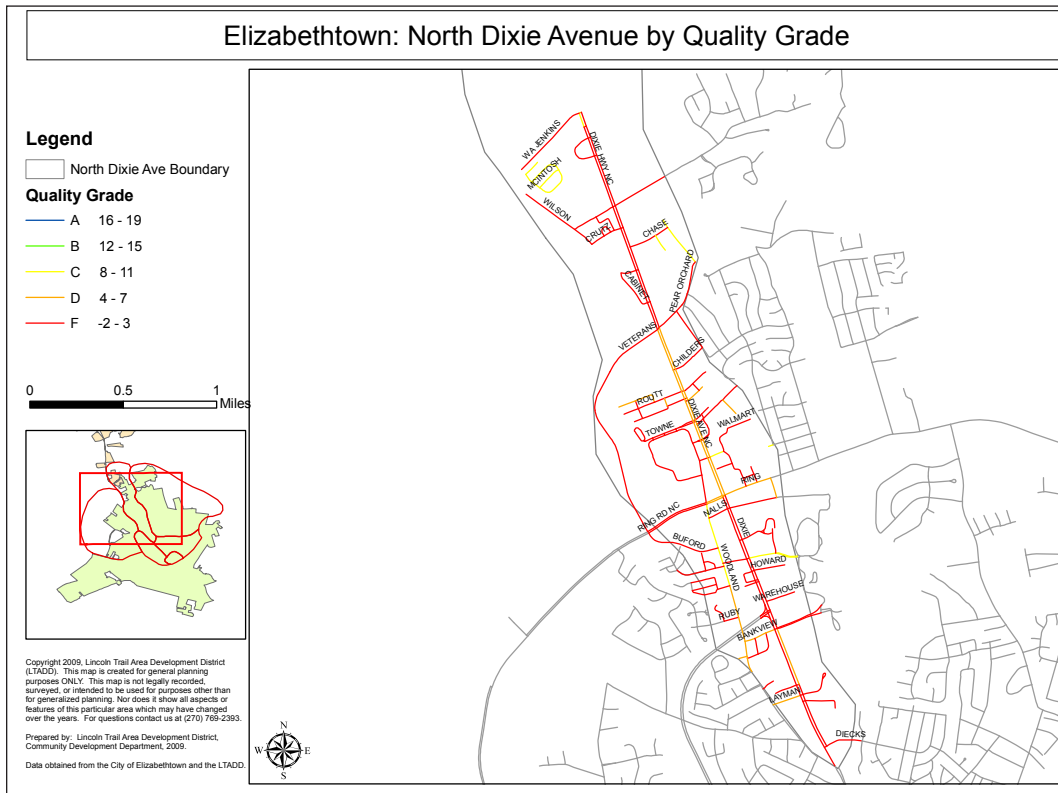 Elizabethtown: North Dixie Avenue by Quality Grade
Legend
North Dixie Ave Boundary
Quality Grade
A 16 - 19
B 12 - 15
C 8 - 11
D 4 - 7
F -2 - 3
0 0.5 1
Miles
Copyright 2009, Lincoln Trail Area Development District
(LTADD). This map is created for general planning
purposes ONLY. This map is not legally recorded,
surveyed, or intended to be used for purposes other than
for generalized planning. Nor does it show all aspects or
features of this particular area which may have changed
over the years. For questions contact us at (270) 769-2393.
Prepared by: Lincoln Trail Area Development District,
Community Development Department, 2009.
Data obtained from the City of Elizabethtown and the LTADD.
N
W E
S
WA JENKINS
DIXIE HWY NC
MCINTOSH
WILSON
CRUTZ
CHASE
CABINET
PEAR ORCHARD
VETERANS
CHILDERS
ROUTT
DIXIE AVE NC
TOWNE
WALMART
RING
RING RD NC
NALLS
DIXIE
BUFORD
WOODLAND
HOWARD
WAREHOUSE
RUBY
BANKVIEW
LAYMAN
DIECKS